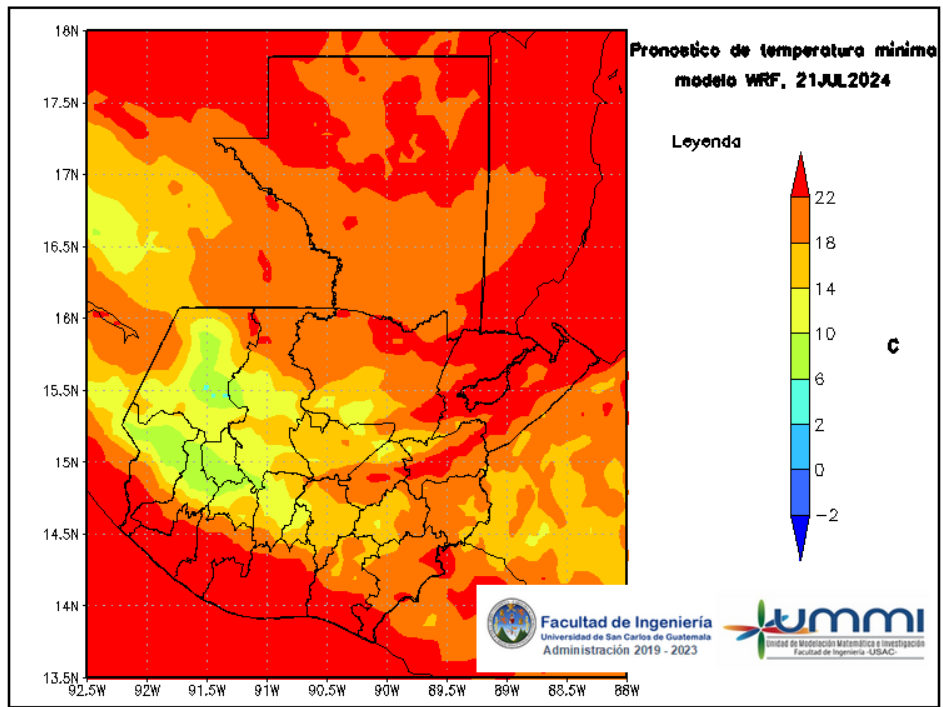 Pronostico de temperatura minima
modelo WRF, 21JUL2024
Leyenda
22
18
14
10
6
2
0
−2
C
18N
17.5N
17N
16.5N
16N
15.5N
15N
14.5N
14N
13.5N
92.5W
92W
91.5W
91W
90.5W
90W
89.5W
89W
88.5W
88W
Facultad de Ingeniería
Universidad de San Carlos de Guatemala
Administración 2019 - 2023
ummi
Unidad de Modelación Matemática e Investigación
Facultad de Ingeniería -USAC-